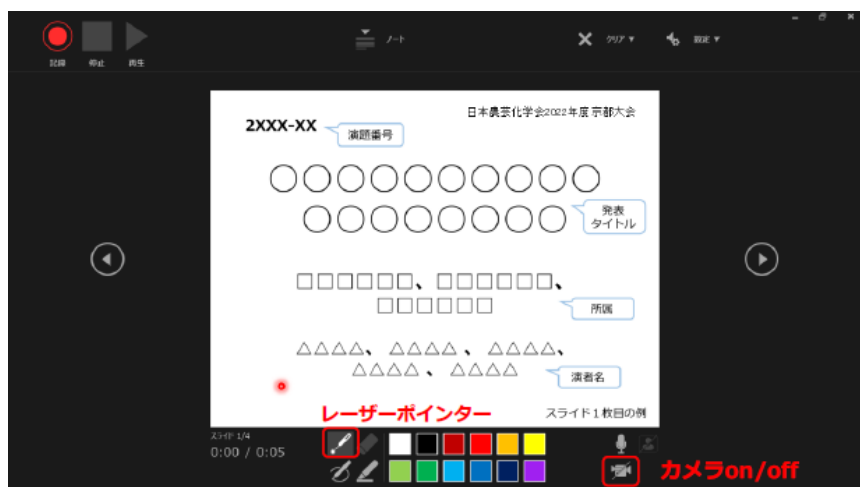 ノート
クリア ▼
設定 ▼
記録 停止 再生
日本農芸化学会2022年度京都大会
2XXX-XX
演題番号
○○○○○○○○○○
○○○○○○○○
発表
タイトル
□□□□□□、□□□□□□、
□□□□□□
所属
△△△△、△△△△、△△△△、
△△△△、△△△△
演者名
レーザーポインター
スライド1枚目の例
スライド 1/4
0:00 / 0:05
カメラon/off